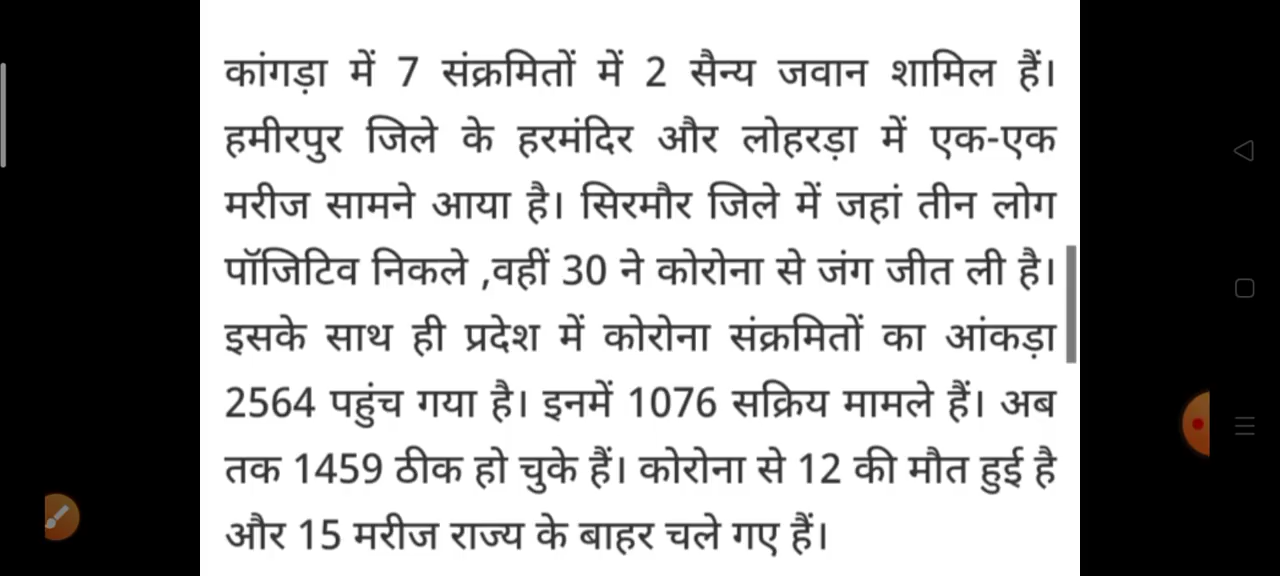 कांगड़ा में 7 संक्रमितों में 2 सैन्य जवान शामिल हैं।
हमीरपुर जिले के हरमंदिर और लोहरड़ा में एक-एक
मरीज सामने आया है। सिरमौर जिले में जहां तीन लोग
पॉजिटिव निकले ,वहीं 30 ने कोरोना से जंग जीत ली है।
इसके साथ ही प्रदेश में कोरोना संक्रमितों का आंकड़ा
2564 पहुंच गया है। इनमें 1076 सक्रिय मामले हैं। अब
तक 1459 ठीक हो चुके हैं। कोरोना से 12 की मौत हुई है
और 15 मरीज राज्य के बाहर चले गए हैं।